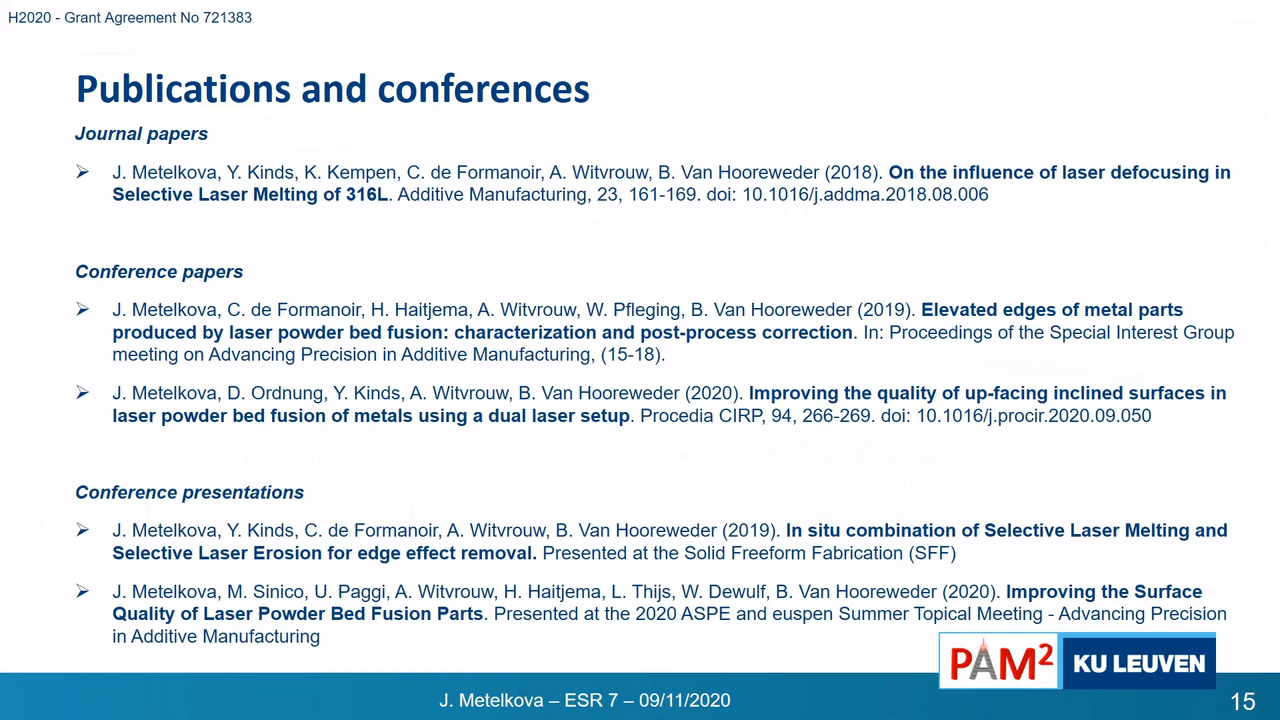 H2020 - Grant Agreement No 721383
Publications and conferences
Journal papers
J. Metelkova, Y. Kinds, K. Kempen, C. de Formanoir, A. Witvrouw, B. Van Hooreweder (2018). On the influence of laser defocusing in
Selective Laser Melting of 316L. Additive Manufacturing, 23, 161-169. doi: 10.1016/j.addma.2018.08.006
Conference papers
J. Metelkova, C. de Formanoir, H. Haitjema, A. Witvrouw, W. Pfleging, B. Van Hooreweder (2019). Elevated edges of metal parts
produced by laser powder bed fusion: characterization and post-process correction. In: Proceedings of the Special Interest Group
meeting on Advancing Precision in Additive Manufacturing, (15-18).
J. Metelkova, D. Ordnung, Y. Kinds, A. Witvrouw, B. Van Hooreweder (2020). Improving the quality of up-facing inclined surfaces in
laser powder bed fusion of metals using a dual laser setup. Procedia CIRP, 94, 266-269. doi: 10.1016/j.procir.2020.09.050
Conference presentations
J. Metelkova, Y. Kinds, C. de Formanoir, A. Witvrouw, B. Van Hooreweder (2019). In situ combination of Selective Laser Melting and
Selective Laser Erosion for edge effect removal. Presented at the Solid Freeform Fabrication (SFF)
J. Metelkova, M. Sinico, U. Paggi, A. Witvrouw, H. Haitjema, L. Thijs, W. Dewulf, B. Van Hooreweder (2020). Improving the Surface
Quality of Laser Powder Bed Fusion Parts. Presented at the 2020 ASPE and euspen Summer Topical Meeting - Advancing Precision
in Additive Manufacturing
PAM²
KU LEUVEN
J. Metelkova – ESR 7 – 09/11/2020
15